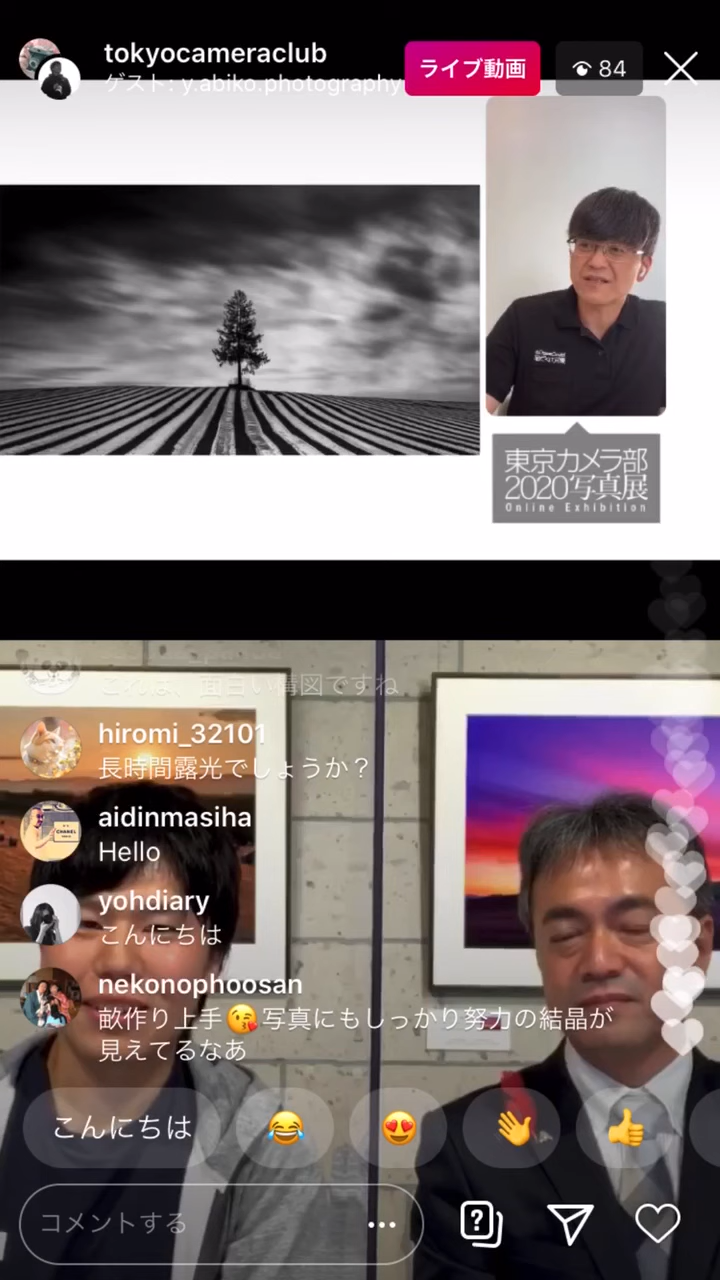 tokyocameraclub
ゲスト: y.abiko.photography
ライブ動画
84
東京カメラ部
2020写真展
Online Exhibition
これは、面白い構図ですね
hiromi_32101
長時間露光でしょうか？
aidinmasiha
Hello
yohdiary
こんにちは
nekonophoosan
畝作り上手😘写真にもしっかり努力の結晶が
見えてるなあ
こんにちは 😂 😍 👋 👍
コメントする